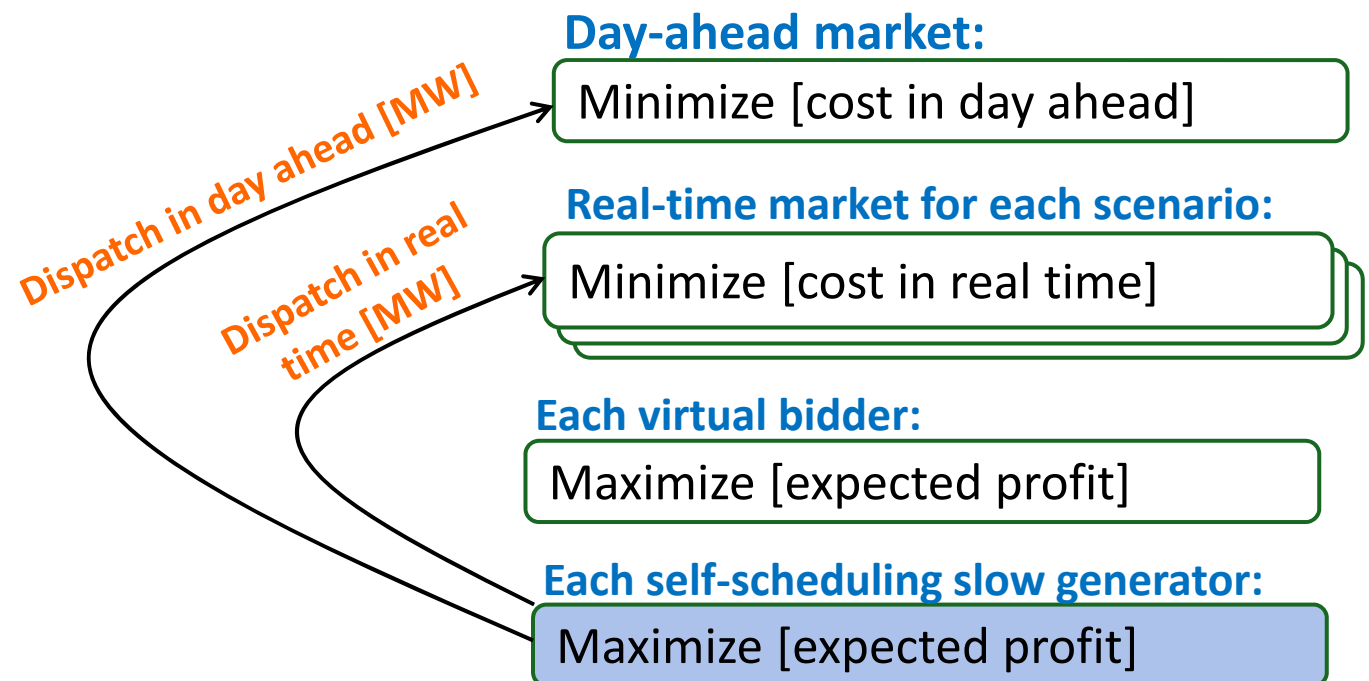 Day-ahead market:
Minimize [cost in day ahead]
Dispatch in day ahead [MW]
Real-time market for each scenario:
Minimize [cost in real time]
Dispatch in real
time [MW]
Each virtual bidder:
Maximize [expected profit]
Each self-scheduling slow generator:
Maximize [expected profit]